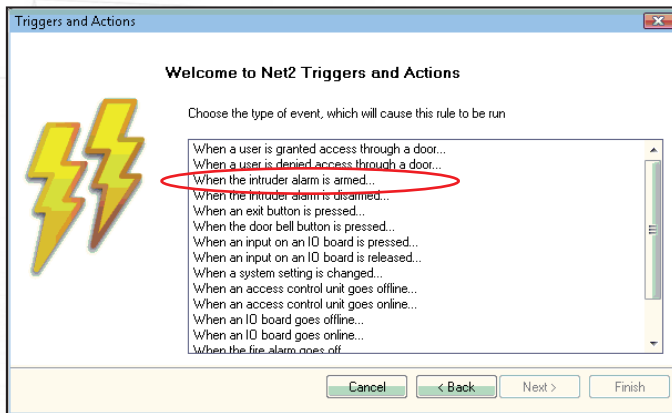 Triggers and Actions
Welcome to Net2 Triggers and Actions
Choose the type of event, which will cause this rule to be run
When a user is granted access through a door...
When a user is denied access through a door...
When the intruder alarm is armed...
When the intruder alarm is disarmed...
When an exit button is pressed...
When the door bell button is pressed...
When an input on an IO board is pressed...
When an input on an IO board is released...
When a system setting is changed...
When an access control unit goes offline...
When an access control unit goes online...
When an IO board goes offline...
When an IO board goes online...
When the fire alarm goes off
Cancel < Back Next > Finish